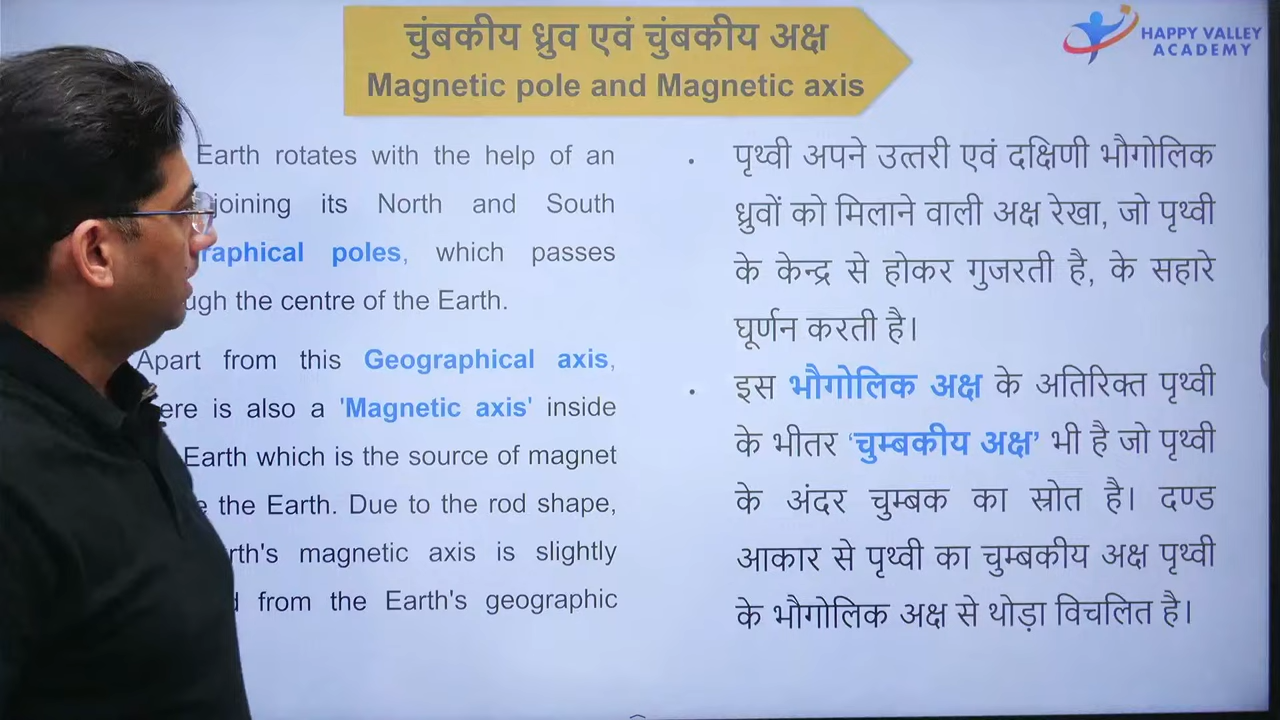 चुंबकीय ध्रुव एवं चुंबकीय अक्ष
Magnetic pole and Magnetic axis
HAPPY VALLEY
ACADEMY
Earth rotates with the help of an
joining its North and South
raphical poles, which passes
ugh the centre of the Earth.
Apart from this Geographical axis,
ere is also a 'Magnetic axis' inside
Earth which is the source of magnet
e the Earth. Due to the rod shape,
rth's magnetic axis is slightly
from the Earth's geographic
• पृथ्वी अपने उत्तरी एवं दक्षिणी भौगोलिक
ध्रुवों को मिलाने वाली अक्ष रेखा, जो पृथ्वी
के केन्द्र से होकर गुजरती है, के सहारे
घूर्णन करती है।
• इस भौगोलिक अक्ष के अतिरिक्त पृथ्वी
के भीतर ‘चुम्बकीय अक्ष’ भी है जो पृथ्वी
के अंदर चुम्बक का स्रोत है। दण्ड
आकार से पृथ्वी का चुम्बकीय अक्ष पृथ्वी
के भौगोलिक अक्ष से थोड़ा विचलित है।